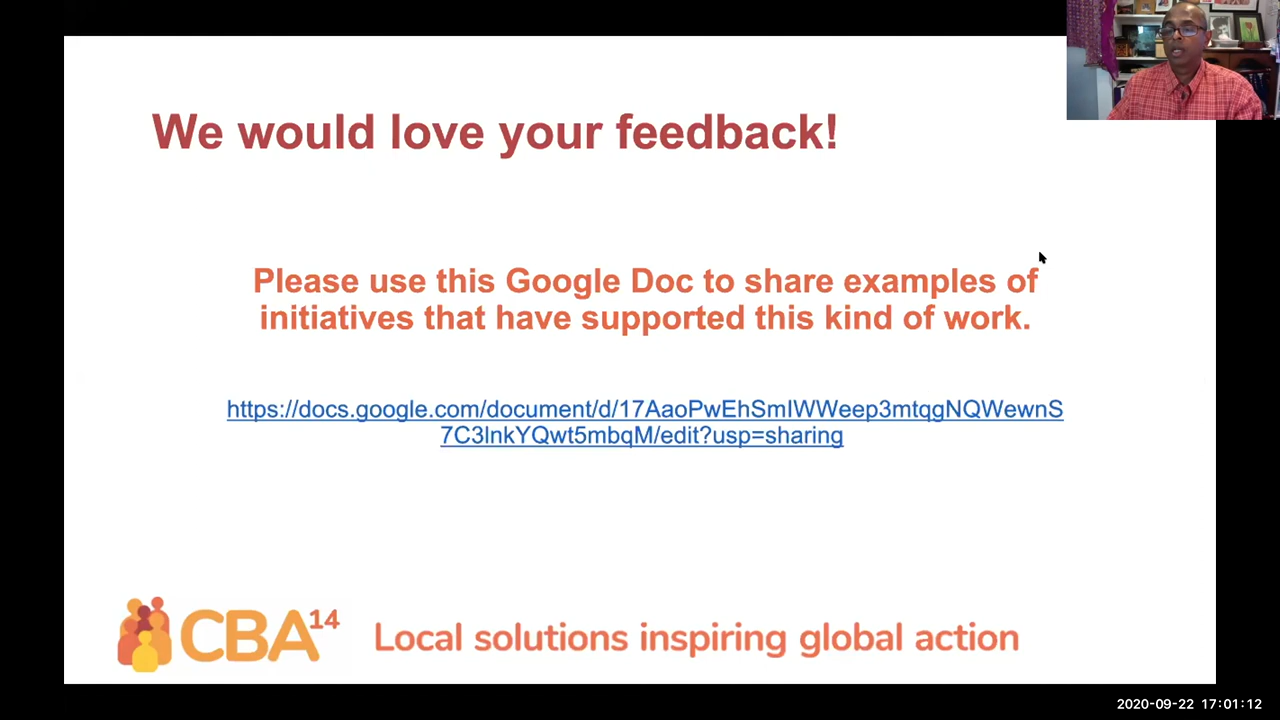 We would love your feedback!
Please use this Google Doc to share examples of
initiatives that have supported this kind of work.
https://docs.google.com/document/d/17AaoPwEhSmIWWeep3mtqgNQWewnS
7C3lnkYQwt5mbqM/edit?usp=sharing
CBA14
Local solutions inspiring global action
2020-09-22 17:01:12